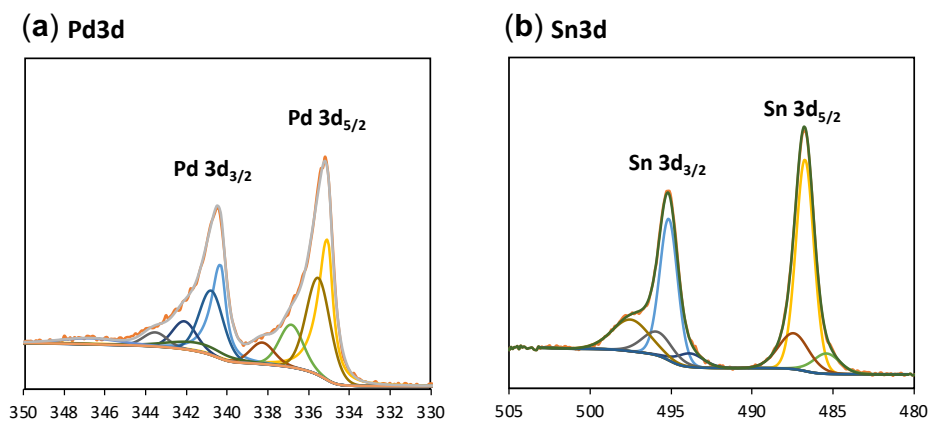 (a) Pd3d
Pd 3d3/2
Pd 3d5/2
350 348 346 344 342 340 338 336 334 332 330
(b) Sn3d
Sn 3d3/2
Sn 3d5/2
505 500 495 490 485 480